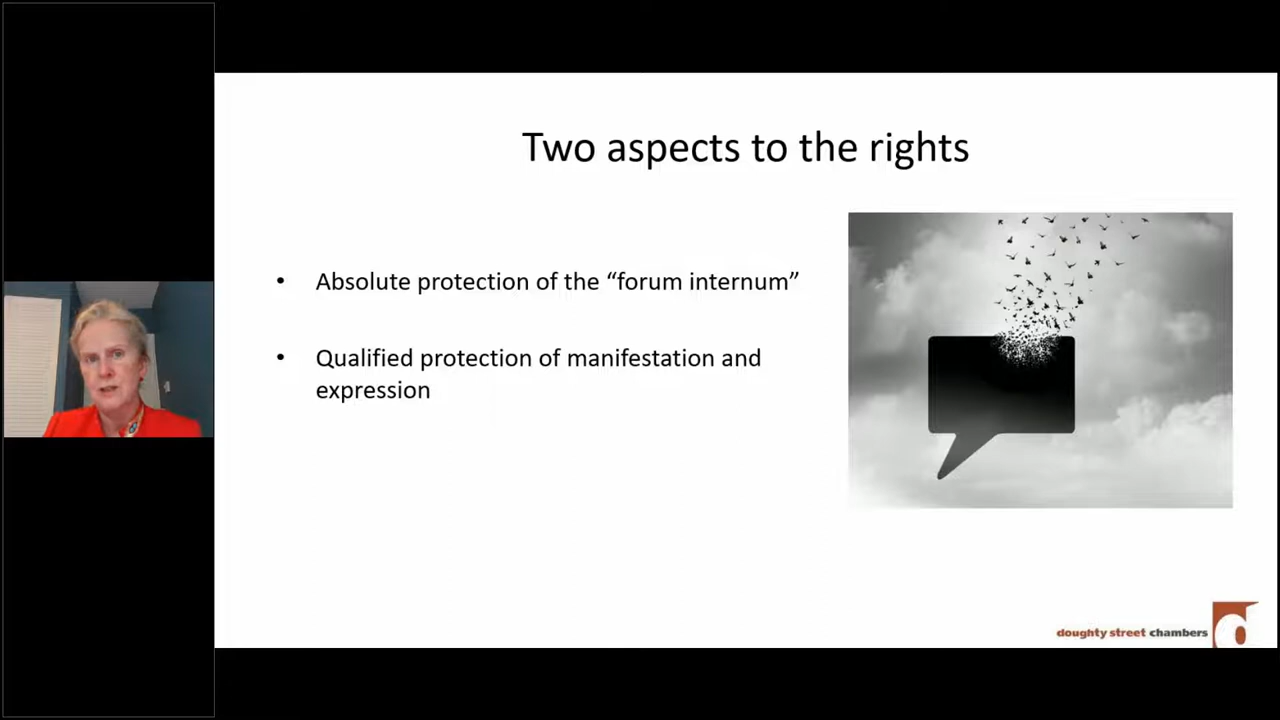 Two aspects to the rights
• Absolute protection of the “forum internum”
• Qualified protection of manifestation and
expression
doughty street chambers
d